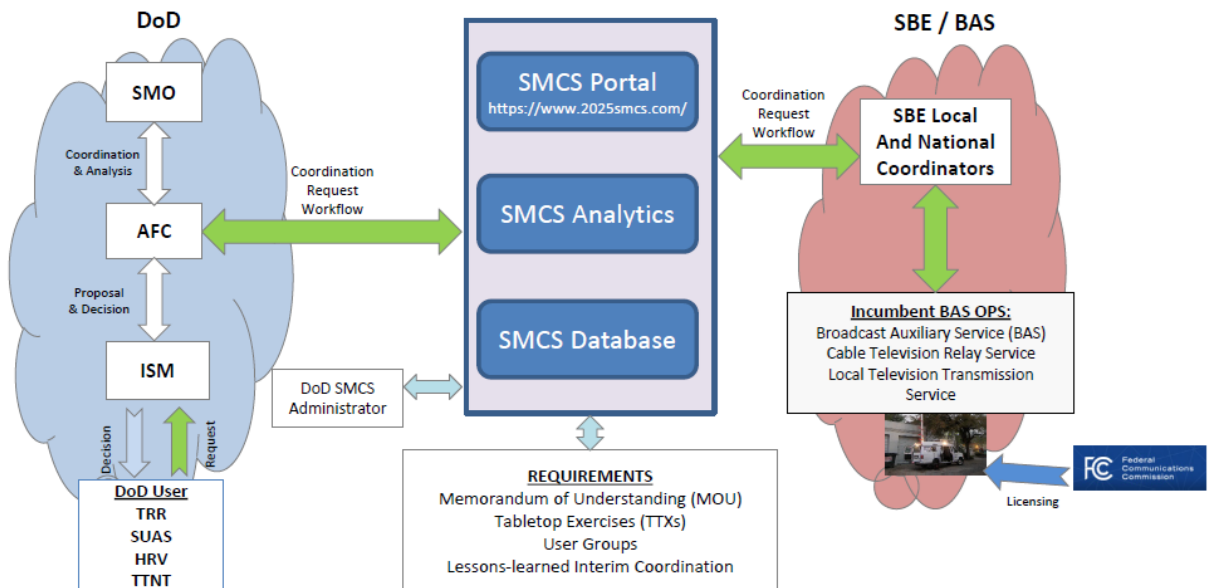 DoD
SMO
Coordination
& Analysis
AFC
Proposal
& Decision
ISM
Decision
Request
DoD User
TRR
SUAS
HRV
TTNT
Coordination
Request
Workflow
DoD SMCS
Administrator
SMCS Portal
https://www.2025smcs.com/
SMCS Analytics
SMCS Database
REQUIREMENTS
Memorandum of Understanding (MOU)
Tabletop Exercises (TTXs)
User Groups
Lessons-learned Interim Coordination
Coordination
Request
Workflow
SBE / BAS
SBE Local
And National
Coordinators
Incumbent BAS OPS:
Broadcast Auxiliary Service (BAS)
Cable Television Relay Service
Local Television Transmission
Service
Licensing
FCC
Federal
Communications
Commission